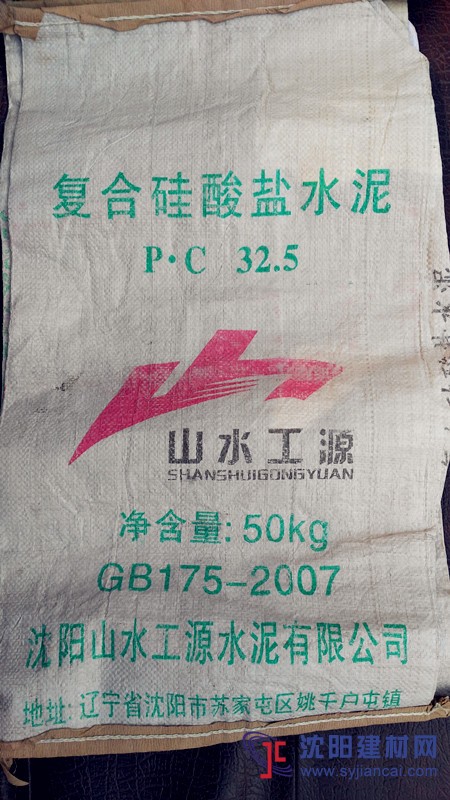 复合硅酸盐水泥
P·C 32.5
山水工源
SHANSHUIGONGYUAN
净含量:50kg
GB175-2007
沈阳山水工源水泥有限公司
地址:辽宁省沈阳市苏家屯区姚千户屯镇
沈阳建材网
www.syjiancai.com